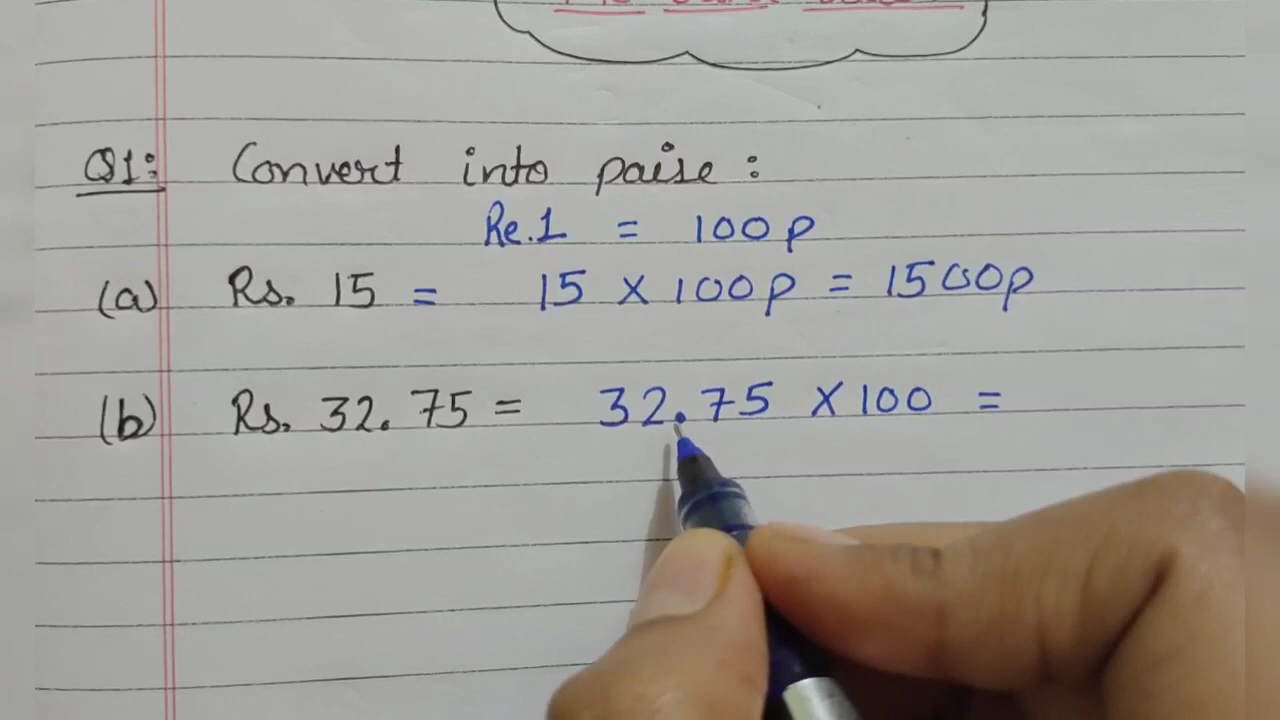 Q1: Convert into paise :
Re.1 = 100p
(a) Rs. 15 = 15 X 100p = 1500p
(b) Rs. 32.75 = 32.75 X 100 =